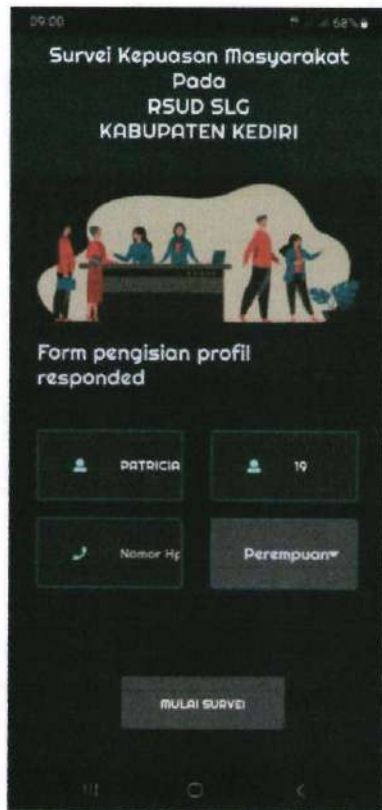 09:00
68%
Survei Kepuasan Masyarakat
Pada
RSUD SLG
KABUPATEN KEDIRI
Form pengisian profil
responded
PATRICIA
19
Nomor Hp
Perempuan
MULAI SURVEI